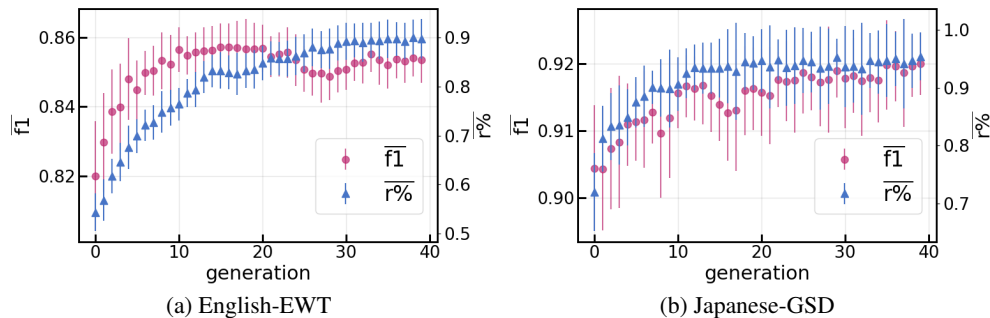 0.86
0.84
0.82
f1
0.9
0.8
0.7
0.6
0.5
r%
f1
r%
0 10 20 30 40
generation
(a) English-EWT
0.92
0.91
0.90
f1
1.0
0.9
0.8
0.7
r%
f1
r%
0 10 20 30 40
generation
(b) Japanese-GSD